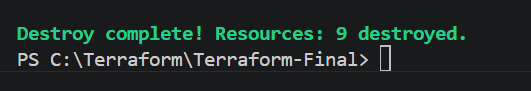 Destroy complete! Resources: 9 destroyed.
PS C:\Terraform\Terraform-Final>